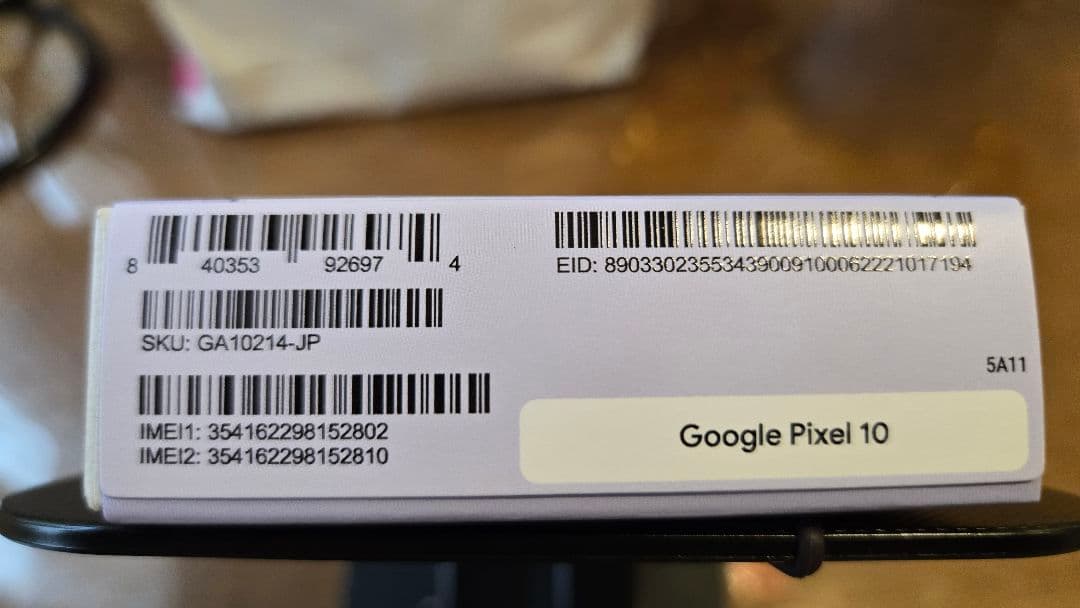 8 40353 92697 4
SKU: GA10214-JP
IMEI1: 354162298152802
IMEI2: 354162298152810
EID: 89033023553439009100062221017194
5A11
Google Pixel 10